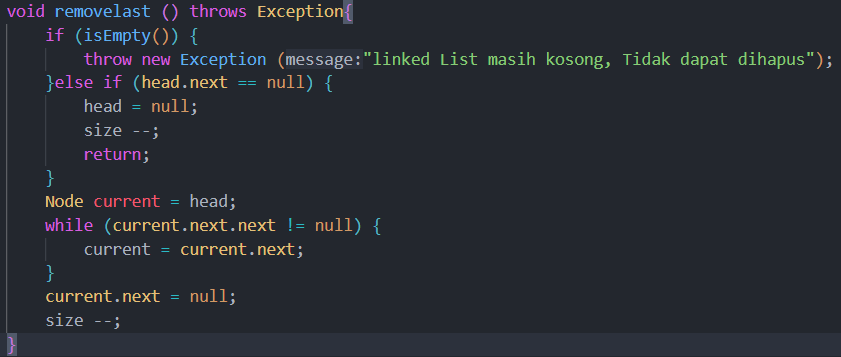 void removelast () throws Exception{
    if (isEmpty()) {
        throw new Exception (message:"linked List masih kosong, Tidak dapat dihapus");
    }else if (head.next == null) {
        head = null;
        size --;
        return;
    }
    Node current = head;
    while (current.next.next != null) {
        current = current.next;
    }
    current.next = null;
    size --;
}